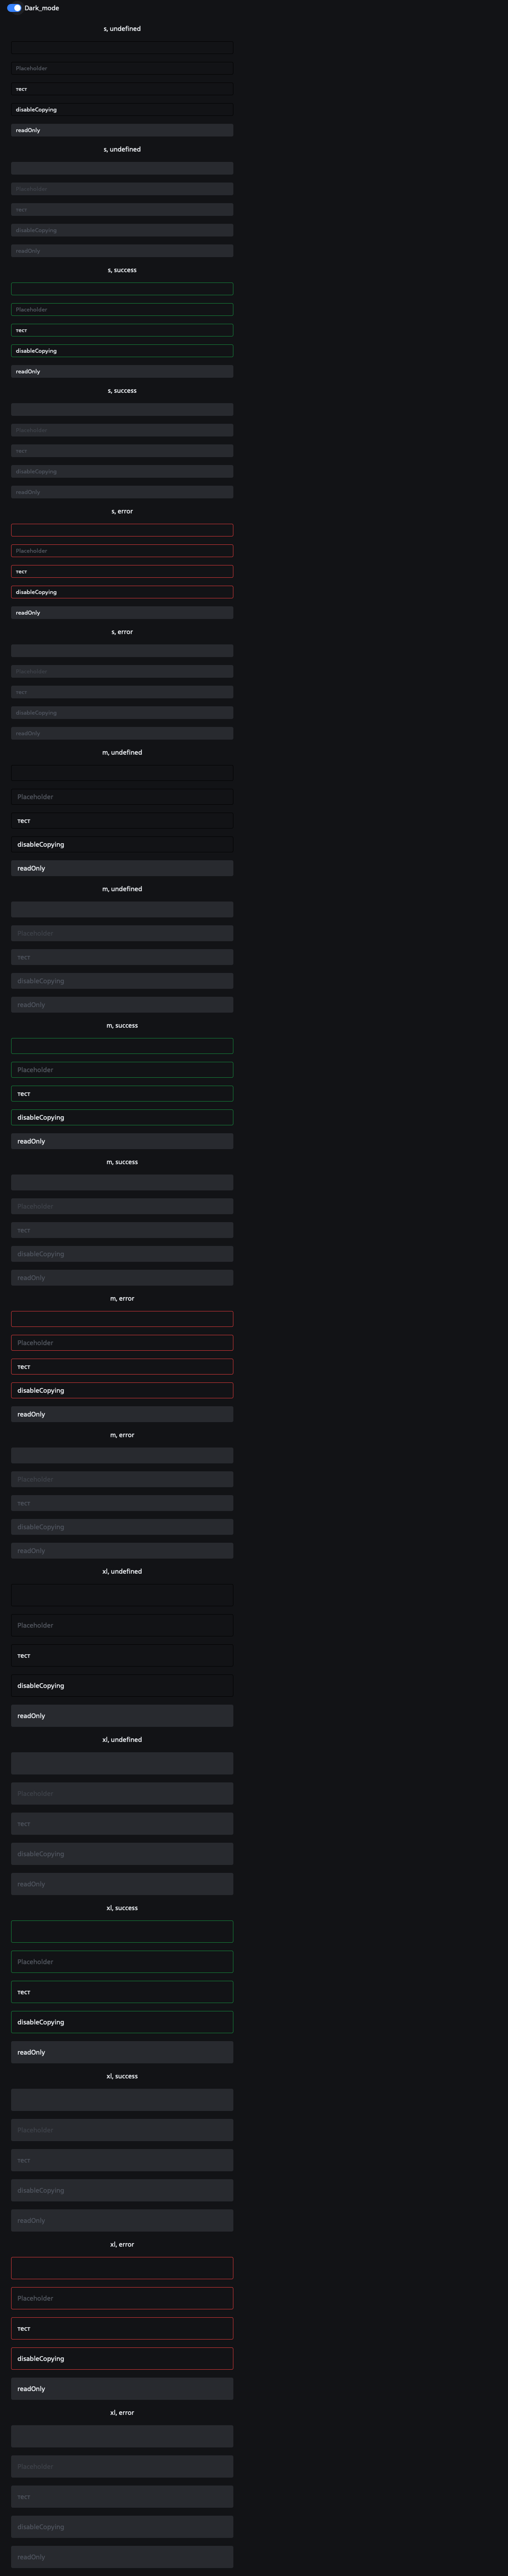 Dark_mode
s, undefined
Placeholder
тест
disableCopying
readOnly
s, undefined
Placeholder
тест
disableCopying
readOnly
s, success
Placeholder
тест
disableCopying
readOnly
s, success
Placeholder
тест
disableCopying
readOnly
s, error
Placeholder
тест
disableCopying
readOnly
s, error
Placeholder
тест
disableCopying
readOnly
m, undefined
Placeholder
тест
disableCopying
readOnly
m, undefined
Placeholder
тест
disableCopying
readOnly
m, success
Placeholder
тест
disableCopying
readOnly
m, success
Placeholder
тест
disableCopying
readOnly
m, error
Placeholder
тест
disableCopying
readOnly
m, error
Placeholder
тест
disableCopying
readOnly
xl, undefined
Placeholder
тест
disableCopying
readOnly
xl, undefined
Placeholder
тест
disableCopying
readOnly
xl, success
Placeholder
тест
disableCopying
readOnly
xl, success
Placeholder
тест
disableCopying
readOnly
xl, error
Placeholder
тест
disableCopying
readOnly
xl, error
Placeholder
тест
disableCopying
readOnly